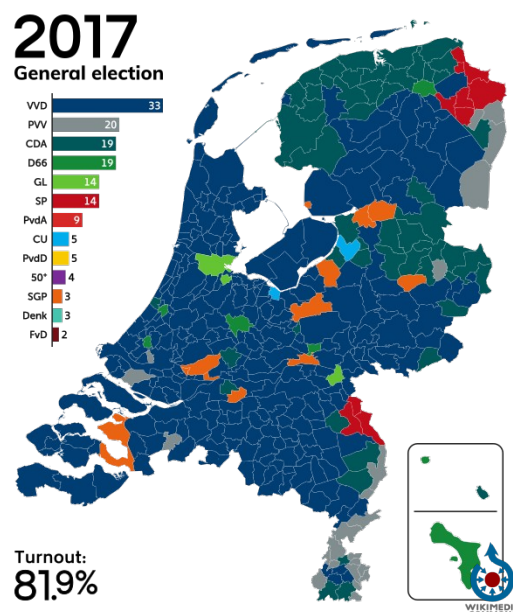 2017
General election
VVD 33
PVV 20
CDA 19
D66 19
GL 14
SP 14
PvdA 9
CU 5
PvdD 5
50+ 4
SGP 3
Denk 3
FvD 2
Turnout:
81.9%
WIKIMEDI